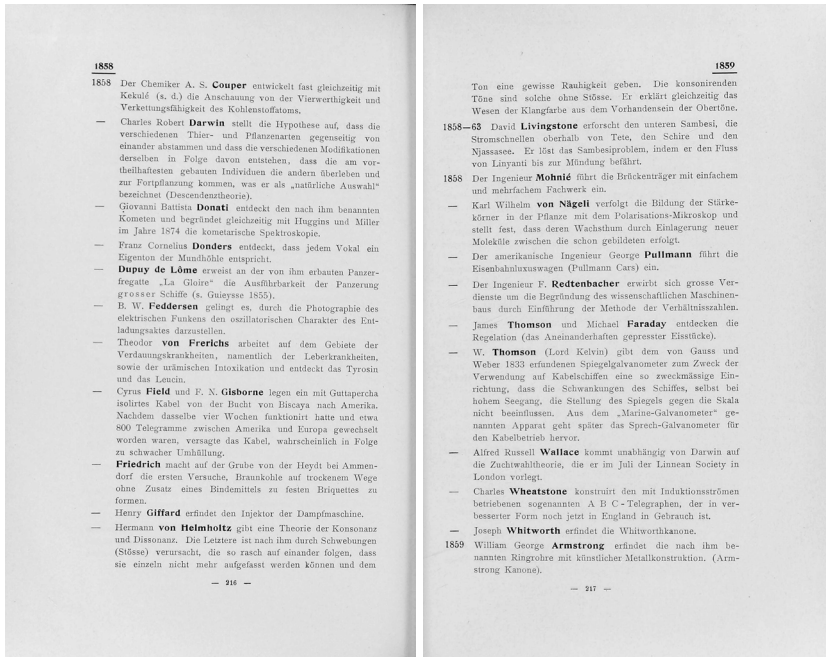 1858
1858 Der Chemiker A. S. Couper entwickelt fast gleichzeitig mit
Kekulé (s. d.) die Anschauung von der Vierwerthigkeit und
Verkettungsfähigkeit des Kohlenstoffatoms.
— Charles Robert Darwin stellt die Hypothese auf, dass die
verschiedenen Thier- und Pflanzenarten gegenseitig von
einander abstammen und dass die verschiedenen Modifikationen
derselben in Folge davon entstehen, dass die am vor-
theilhaftesten gebauten Individuen die andern überleben und
zur Fortpflanzung kommen, was er als „natürliche Auswahl“
bezeichnet (Descendenztheorie).
— Giovanni Battista Donati entdeckt den nach ihm benannten
Kometen und begründet gleichzeitig mit Huggins und Miller
im Jahre 1874 die kometarische Spektroskopie.
— Franz Cornelius Donders entdeckt, dass jedem Vokal ein
Eigenton der Mundhöhle entspricht.
— Dupuy de Lôme erweist an der von ihm erbauten Panzer-
fregatte „La Gloire“ die Ausführbarkeit der Panzerung
grosser Schiffe (s. Guieysse 1855).
— B. W. Feddersen gelingt es, durch die Photographie des
elektrischen Funkens den oszillatorischen Charakter des Ent-
ladungsaktes darzustellen.
— Theodor von Frerichs arbeitet auf dem Gebiete der
Verdauungskrankheiten, namentlich der Leberkrankheiten,
sowie der urämischen Intoxikation und entdeckt das Tyrosin
und das Leucin.
— Cyrus Field und F. N. Gisborne legen ein mit Guttapercha
isolirtes Kabel von der Bucht von Biscaya nach Amerika.
Nachdem dasselbe vier Wochen funktionirt hatte und etwa
800 Telegramme zwischen Amerika und Europa gewechselt
worden waren, versagte das Kabel, wahrscheinlich in Folge
zu schwacher Umhüllung.
— Friedrich macht auf der Grube von der Heydt bei Ammen-
dorf die ersten Versuche, Braunkohle auf trockenem Wege
ohne Zusatz eines Bindemittels zu festen Briquettes zu
formen.
— Henry Giffard erfindet den Injektor der Dampfmaschine.
— Hermann von Helmholtz gibt eine Theorie der Konsonanz
und Dissonanz. Die Letztere ist nach ihm durch Schwebungen
(Stösse) verursacht, die so rasch auf einander folgen, dass
sie einzeln nicht mehr aufgefasst werden können und dem
— 216 —
1859
Ton eine gewisse Rauhigkeit geben. Die konsonirenden
Töne sind solche ohne Stösse. Er erklärt gleichzeitig das
Wesen der Klangfarbe aus dem Vorhandensein der Obertöne.
1858—63 David Livingstone erforscht den unteren Sambesi, die
Stromschnellen oberhalb von Tete, den Schire und den
Njassasee. Er löst das Sambesiproblem, indem er den Fluss
von Linyanti bis zur Mündung befährt.
1858 Der Ingenieur Mohnié führt die Brückenträger mit einfachem
und mehrfachem Fachwerk ein.
— Karl Wilhelm von Nägeli verfolgt die Bildung der Stärke-
körner in der Pflanze mit dem Polarisations-Mikroskop und
stellt fest, dass deren Wachsthum durch Einlagerung neuer
Moleküle zwischen die schon gebildeten erfolgt.
— Der amerikanische Ingenieur George Pullmann führt die
Eisenbahnluxuswagen (Pullmann Cars) ein.
— Der Ingenieur F. Redtenbacher erwirbt sich grosse Ver-
dienste um die Begründung des wissenschaftlichen Maschinen-
baus durch Einführung der Methode der Verhältnisszahlen.
— James Thomson und Michael Faraday entdecken die
Regelation (das Aneinanderhaften gepresster Eisstücke).
— W. Thomson (Lord Kelvin) gibt dem von Gauss und
Weber 1833 erfundenen Spiegelgalvanometer zum Zweck der
Verwendung auf Kabelschiffen eine so zweckmässige Ein-
richtung, dass die Schwankungen des Schiffes, selbst bei
hohem Seegang, die Stellung des Spiegels gegen die Skala
nicht beeinflussen. Aus dem „Marine-Galvanometer“ ge-
nannten Apparat geht später das Sprech-Galvanometer für
den Kabelbetrieb hervor.
— Alfred Russell Wallace kommt unabhängig von Darwin auf
die Zuchtwahltheorie, die er im Juli der Linnean Society in
London vorlegt.
— Charles Wheatstone konstruirt den mit Induktionsströmen
betriebenen sogenannten A B C - Telegraphen, der in ver-
besserter Form noch jetzt in England in Gebrauch ist.
— Joseph Whitworth erfindet die Whitworthkanone.
1859 William George Armstrong erfindet die nach ihm be-
nannten Ringrohre mit künstlicher Metallkonstruktion. (Arm-
strong Kanone).
— 217 —